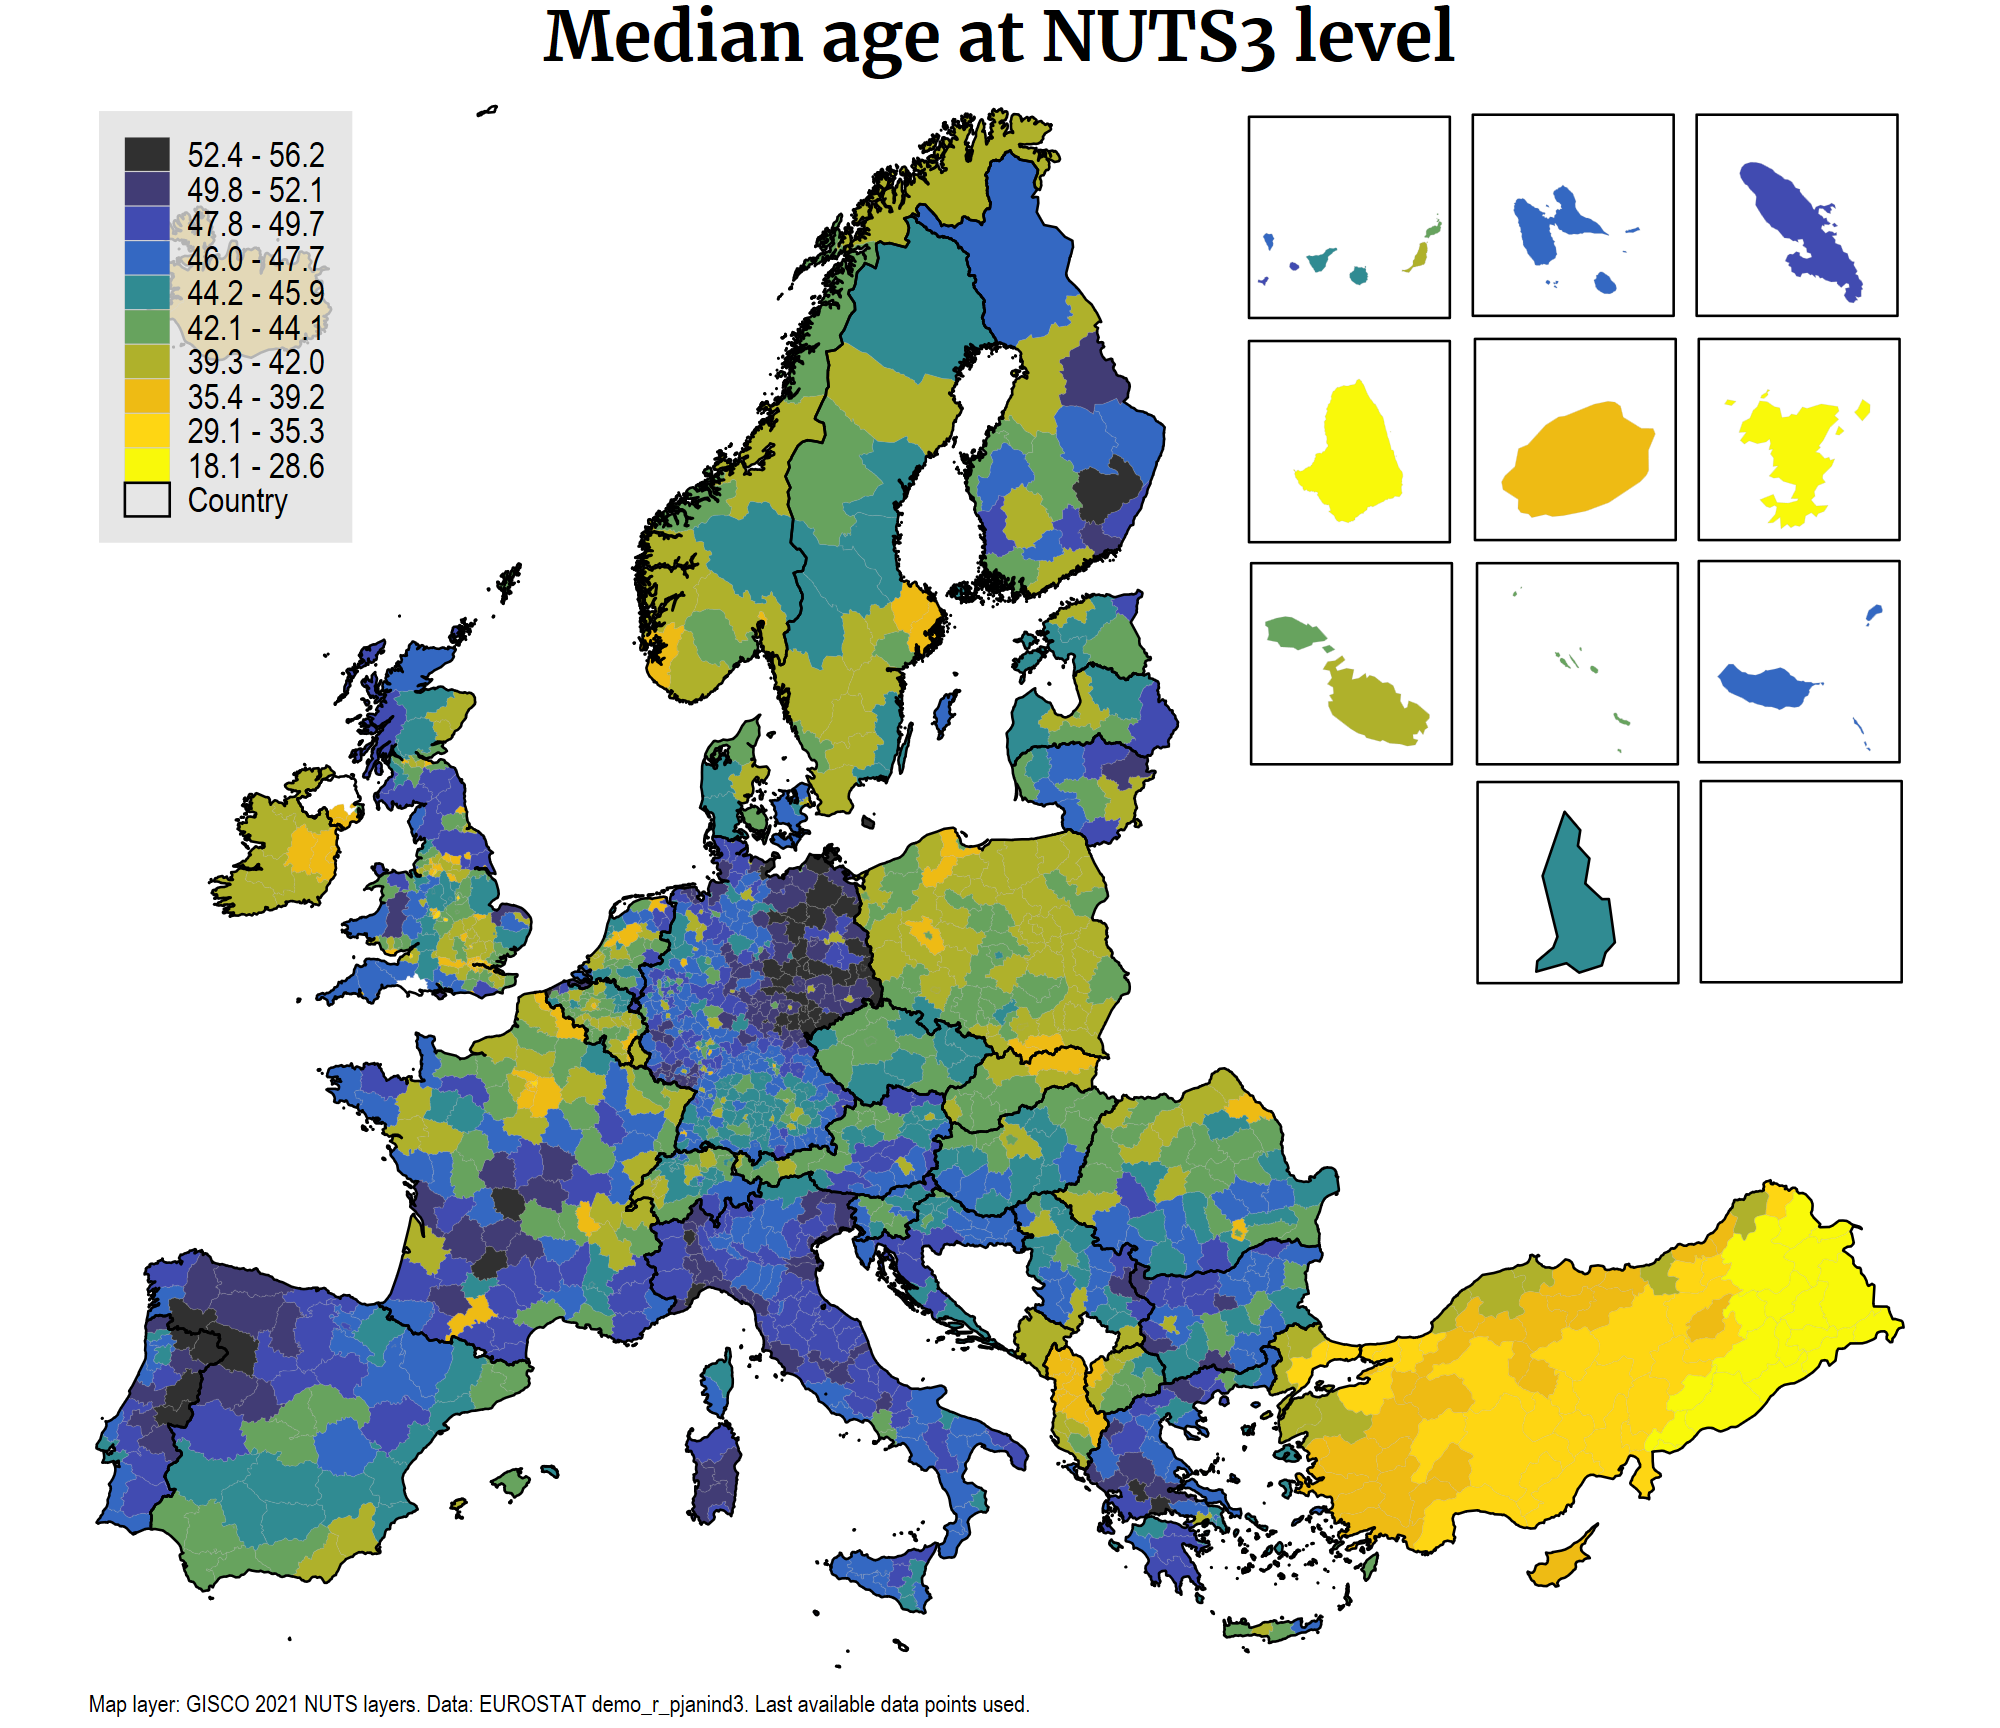 Median age at NUTS3 level
52.4 - 56.2
49.8 - 52.1
47.8 - 49.7
46.0 - 47.7
44.2 - 45.9
42.1 - 44.1
39.3 - 42.0
35.4 - 39.2
29.1 - 35.3
18.1 - 28.6
Country
Map layer: GISCO 2021 NUTS layers. Data: EUROSTAT demo_r_pjanind3. Last available data points used.